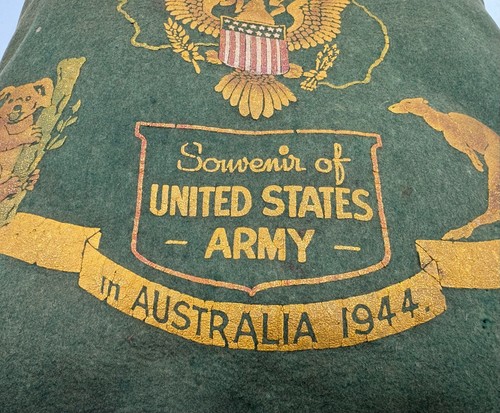 Souvenir of
UNITED STATES
- ARMY -
in AUSTRALIA 1944.